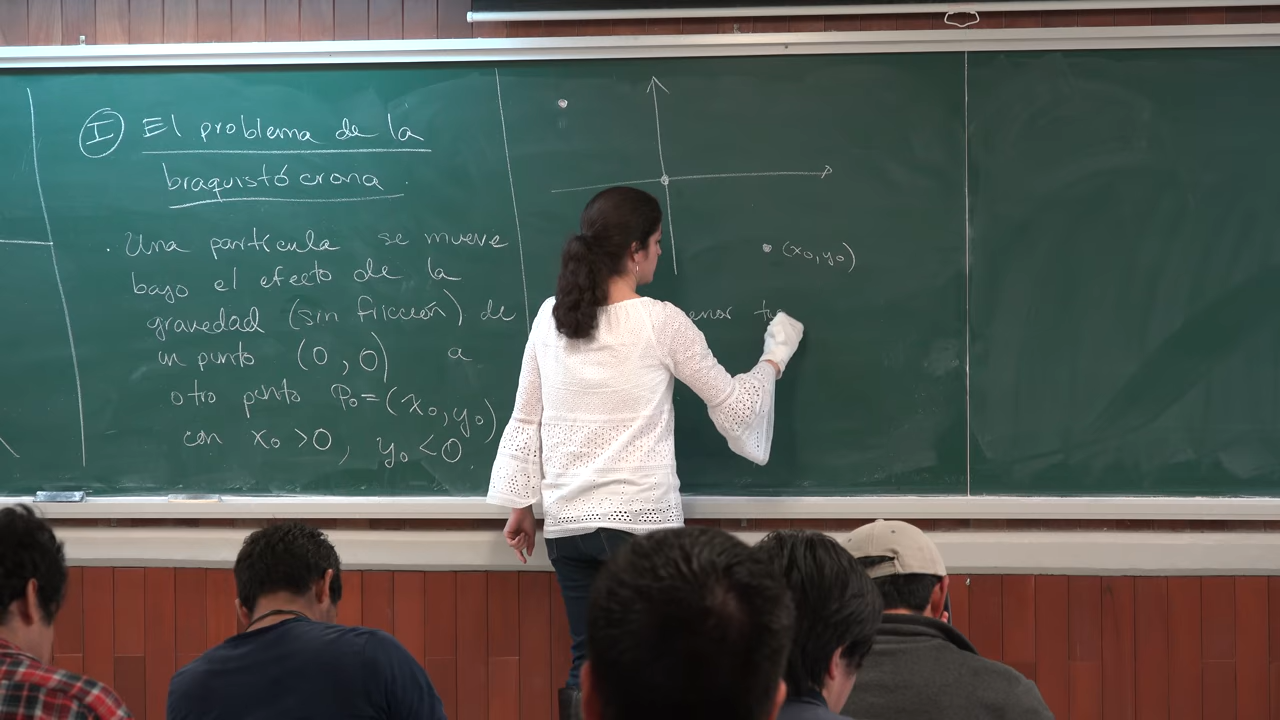 I El problema de la
braquistócrona.
. Una partícula se mueve
bajo el efecto de la
gravedad (sin fricción) de
un punto (0,0) a
otro punto P₀=(x₀,y₀)
con x₀>0, y₀<0.
(x₀,y₀)